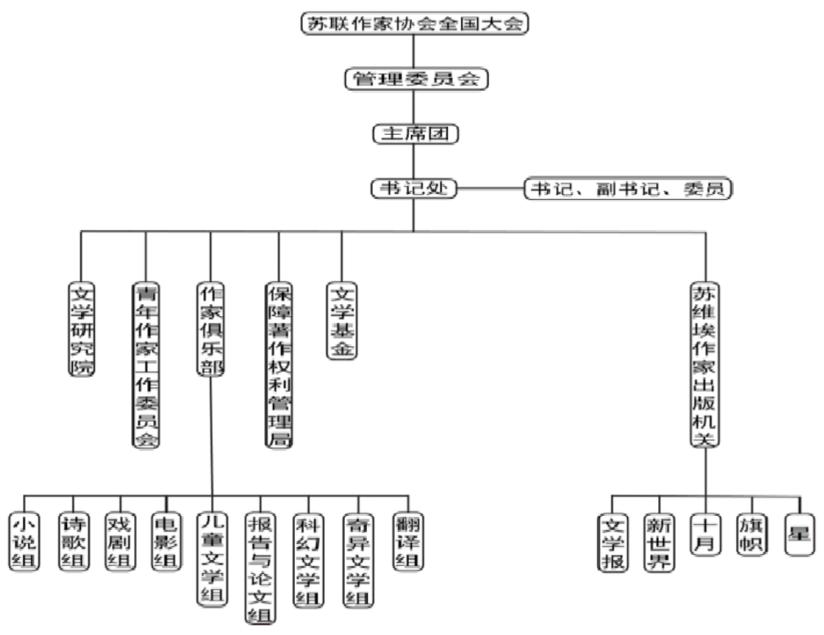 苏联作家协会全国大会
管理委员会
主席团
书记处
书记、副书记、委员
文学研究院
青年作家工作委员会
作家俱乐部
保障著作权利管理局
文学基金
苏维埃作家出版机关
小说组
诗歌组
戏剧组
电影组
儿童文学组
报告与论文组
科幻文学组
奇异文学组
翻译组
文学报
新世界
十月
旗帜
星